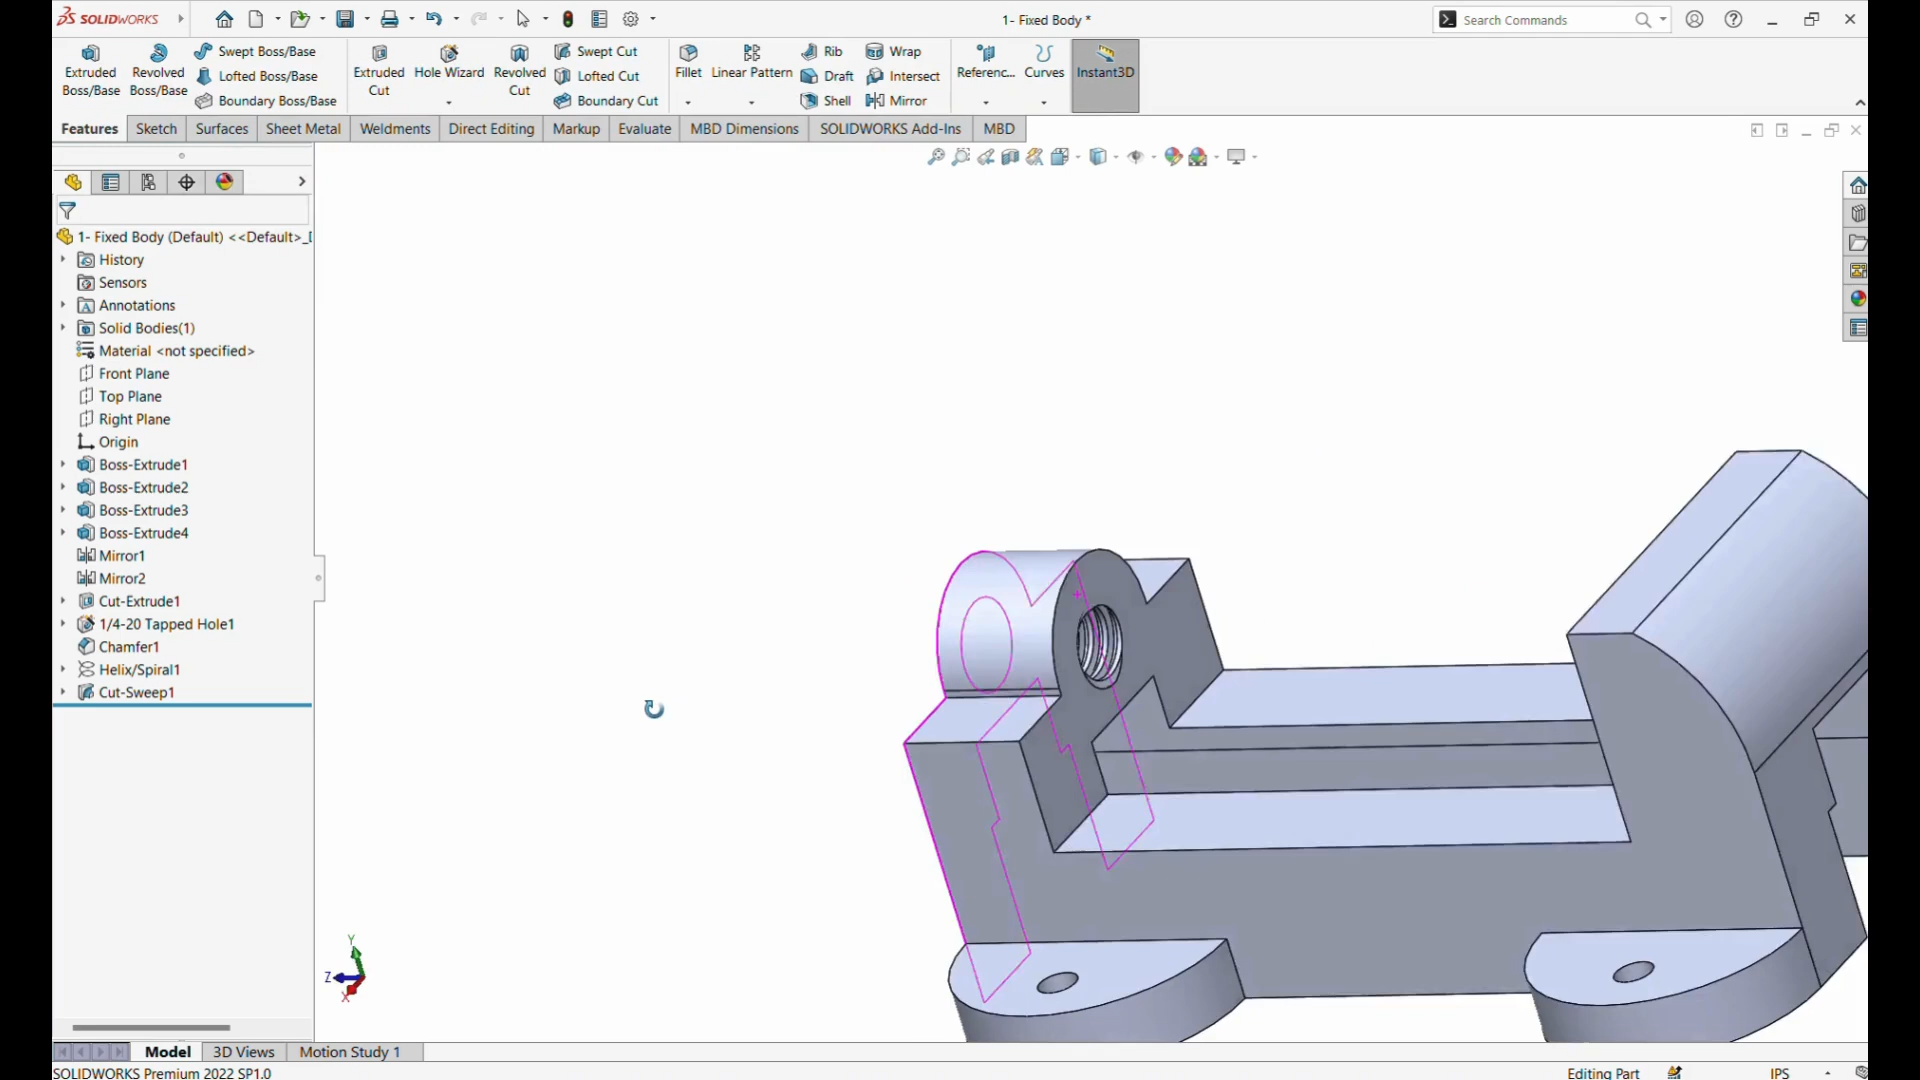 SOLIDWORKS
1- Fixed Body *
Search Commands
Extruded Boss/Base
Revolved Boss/Base
Swept Boss/Base
Lofted Boss/Base
Boundary Boss/Base
Extruded Cut
Hole Wizard
Revolved Cut
Swept Cut
Lofted Cut
Boundary Cut
Fillet
Linear Pattern
Rib
Draft
Shell
Wrap
Intersect
Mirror
Referenc...
Curves
Instant3D
Features
Sketch
Surfaces
Sheet Metal
Weldments
Direct Editing
Markup
Evaluate
MBD Dimensions
SOLIDWORKS Add-Ins
MBD
1- Fixed Body (Default) <<Default>_
History
Sensors
Annotations
Solid Bodies(1)
Material <not specified>
Front Plane
Top Plane
Right Plane
Origin
Boss-Extrude1
Boss-Extrude2
Boss-Extrude3
Boss-Extrude4
Mirror1
Mirror2
Cut-Extrude1
1/4-20 Tapped Hole1
Chamfer1
Helix/Spiral1
Cut-Sweep1
Y
Z
X
Model
3D Views
Motion Study 1
SOLIDWORKS Premium 2022 SP1.0
Editing Part
IPS